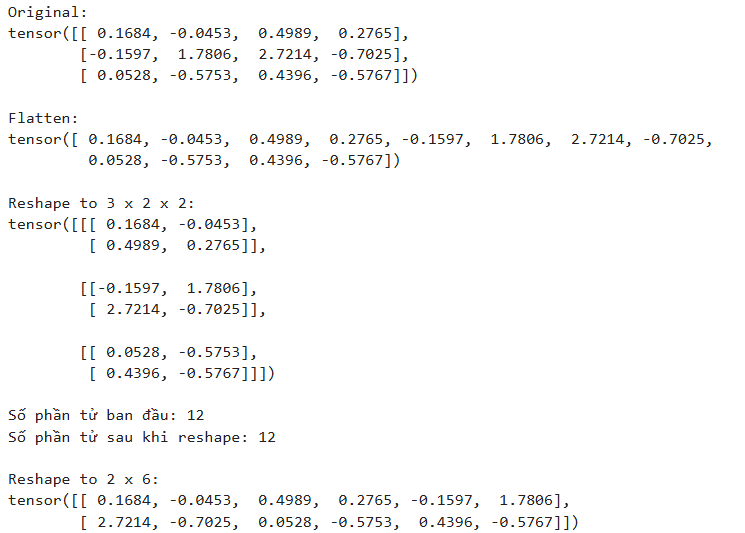 Original:
tensor([[ 0.1684, -0.0453,  0.4989,  0.2765],
        [-0.1597,  1.7806,  2.7214, -0.7025],
        [ 0.0528, -0.5753,  0.4396, -0.5767]])

Flatten:
tensor([ 0.1684, -0.0453,  0.4989,  0.2765, -0.1597,  1.7806,  2.7214, -0.7025,
         0.0528, -0.5753,  0.4396, -0.5767])

Reshape to 3 x 2 x 2:
tensor([[[ 0.1684, -0.0453],
         [ 0.4989,  0.2765]],

        [[-0.1597,  1.7806],
         [ 2.7214, -0.7025]],

        [[ 0.0528, -0.5753],
         [ 0.4396, -0.5767]]])

Số phần tử ban đầu: 12
Số phần tử sau khi reshape: 12

Reshape to 2 x 6:
tensor([[ 0.1684, -0.0453,  0.4989,  0.2765, -0.1597,  1.7806],
        [ 2.7214, -0.7025,  0.0528, -0.5753,  0.4396, -0.5767]])